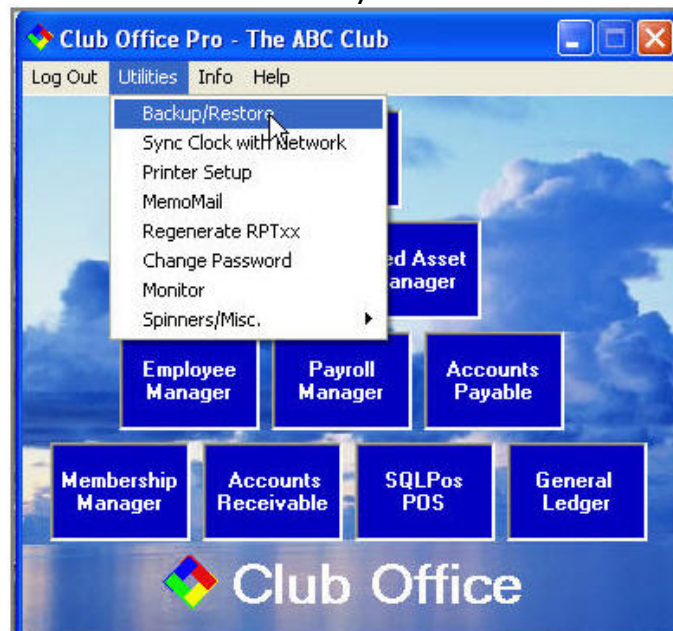 Club Office Pro - The ABC Club
Log Out Utilities Info Help
Backup/Restore
Sync Clock with Network
Printer Setup
MemoMail
Regenerate RPTxx
Change Password
Monitor
Spinners/Misc.
ed Asset
anager
Employee
Manager
Payroll
Manager
Accounts
Payable
Membership
Manager
Accounts
Receivable
SQLPos
POS
General
Ledger
Club Office